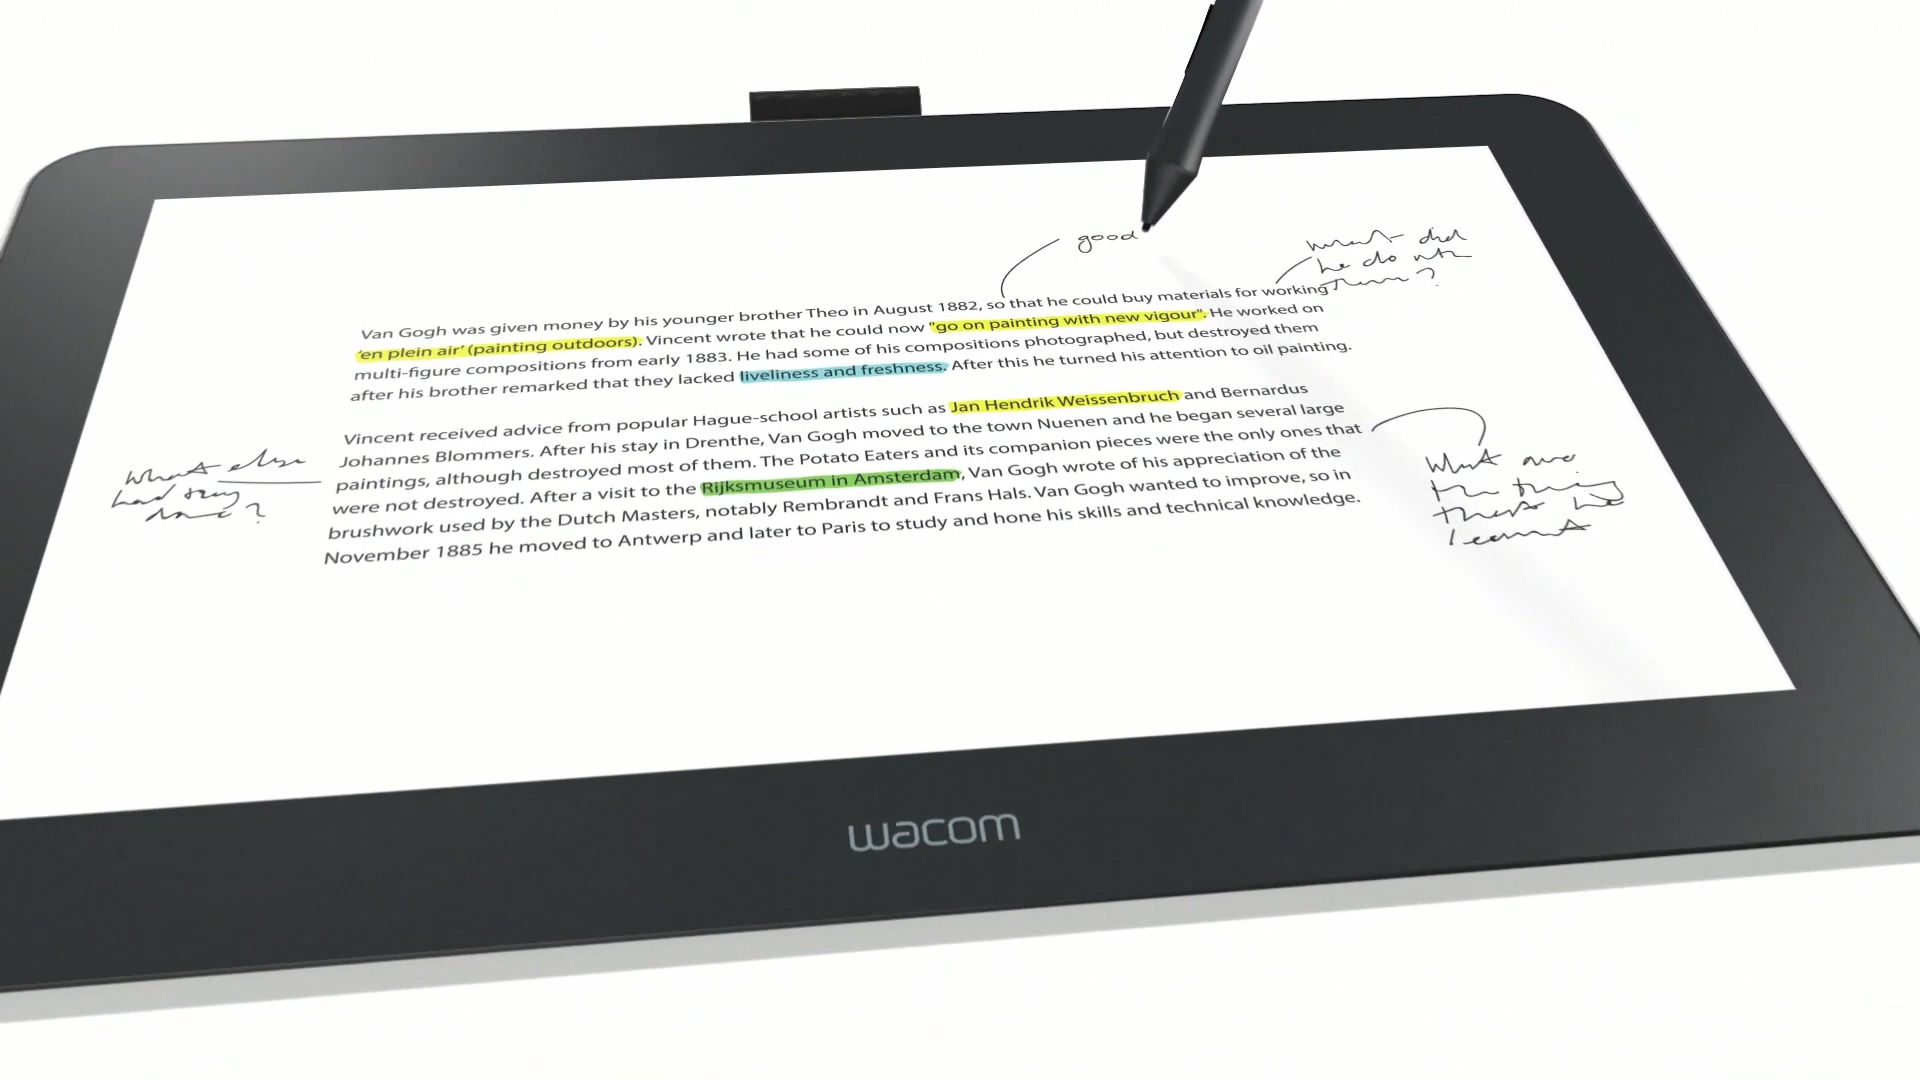 good
what did
he do with
them?
Van Gogh was given money by his younger brother Theo in August 1882, so that he could buy materials for working
‘en plein air’ (painting outdoors). Vincent wrote that he could now "go on painting with new vigour". He worked on
multi-figure compositions from early 1883. He had some of his compositions photographed, but destroyed them
after his brother remarked that they lacked liveliness and freshness. After this he turned his attention to oil painting.
Vincent received advice from popular Hague-school artists such as Jan Hendrik Weissenbruch and Bernardus
Johannes Blommers. After his stay in Drenthe, Van Gogh moved to the town Nuenen and he began several large
paintings, although destroyed most of them. The Potato Eaters and its companion pieces were the only ones that
were not destroyed. After a visit to the Rijksmuseum in Amsterdam, Van Gogh wrote of his appreciation of the
brushwork used by the Dutch Masters, notably Rembrandt and Frans Hals. Van Gogh wanted to improve, so in
November 1885 he moved to Antwerp and later to Paris to study and hone his skills and technical knowledge.
what else
had
done?
What are
the things
that he
learnt
wacom